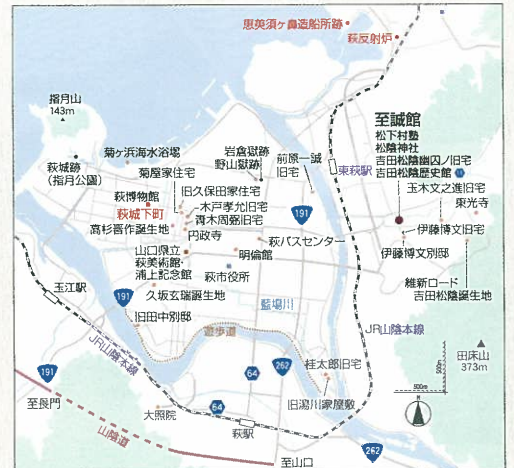 恵美須ヶ鼻造船所跡
萩反射炉
指月山
143m
至誠館
松下村塾
松陰神社
吉田松陰幽囚ノ旧宅
吉田松陰歴史館
岩倉獄跡
野山獄跡
前原一誠
旧宅
菊ヶ浜海水浴場
菊屋家住宅
萩城跡
(指月公園)
東萩駅
旧久保田家住宅
玉木文之進旧宅
萩博物館
木戸孝允旧宅
東光寺
萩城下町
青木周弼旧宅
191
高杉晋作誕生地
円政寺
伊藤博文旧宅
萩バスセンター
伊藤博文別邸
山口県立
萩美術館・
浦上記念館
明倫館
萩市役所
維新ロード
吉田松陰誕生地
玉江駅
久坂玄瑞誕生地
191
藍場川
旧田中別邸
遊歩道
JR山陰本線
JR山陰本線
田床山
373m
桂太郎旧宅
191
64
262
500m
500m
至長門
64
旧湯川家屋敷
大照院
山陰道
萩駅
262
至山口